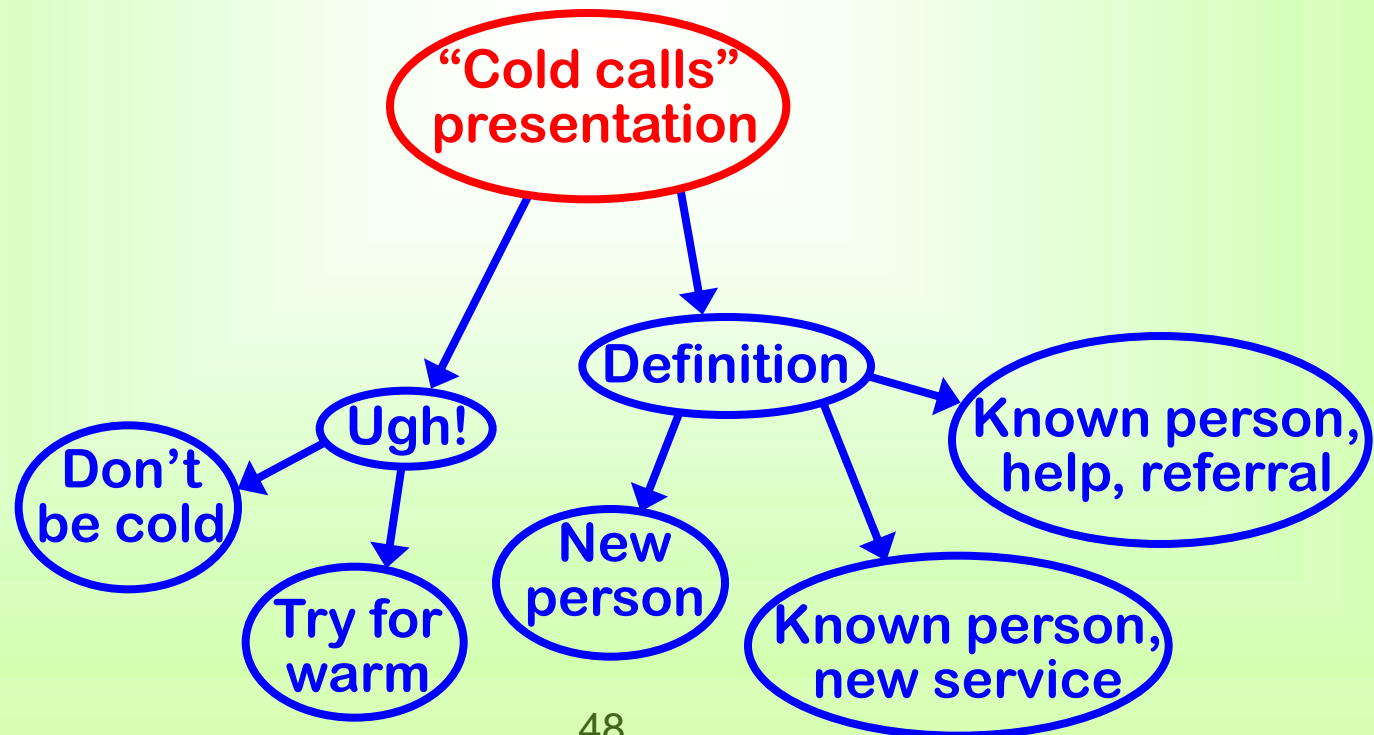 “Cold calls”
presentation
Ugh!
Don’t
be cold
Try for
warm
Definition
New
person
Known person,
new service
Known person,
help, referral
48